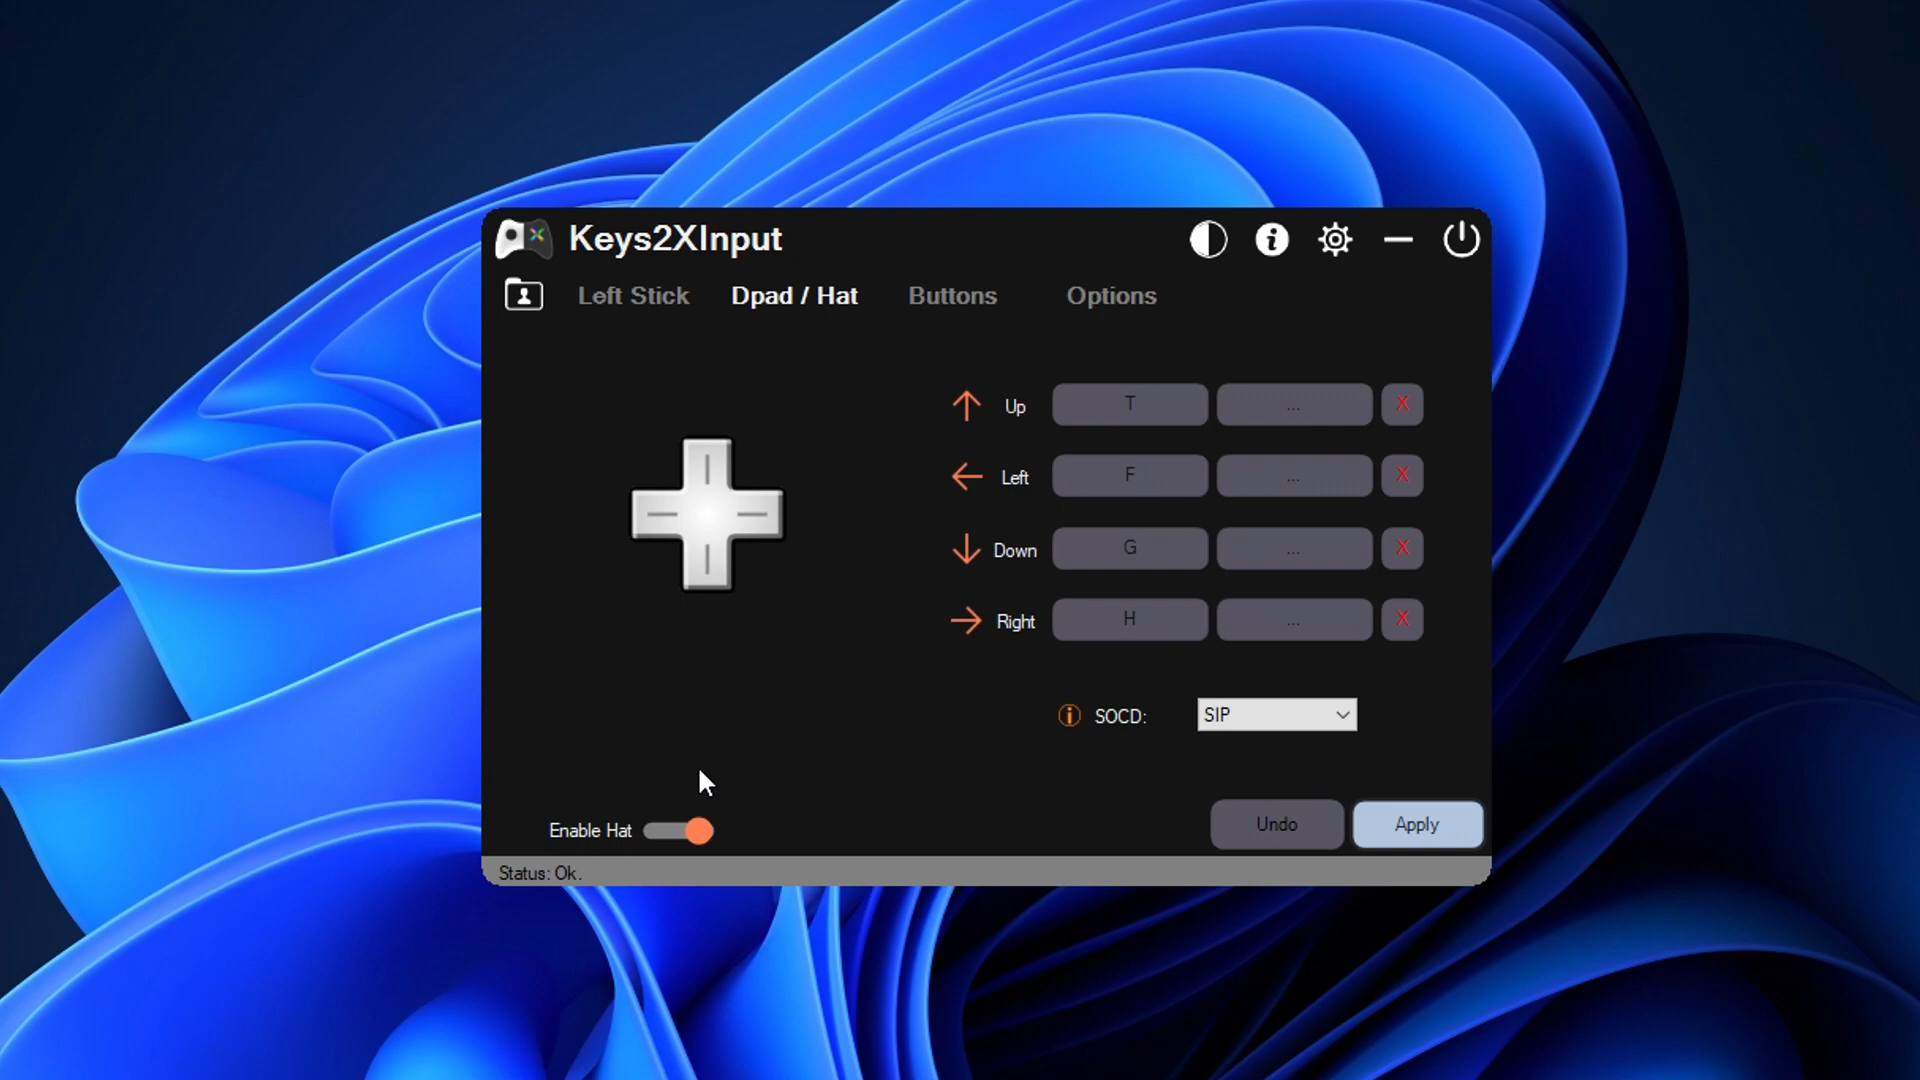 Keys2XInput
Left Stick Dpad / Hat Buttons Options
Up T ... X
Left F ... X
Down G ... X
Right H ... X
SOCD: SIP
Enable Hat Undo Apply
Status: Ok.